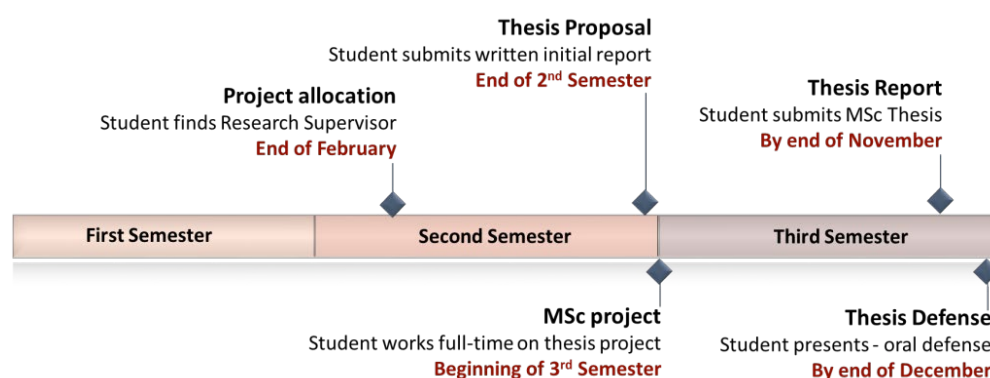 Thesis Proposal
Student submits written initial report
End of 2nd Semester
Project allocation
Student finds Research Supervisor
End of February
Thesis Report
Student submits MSc Thesis
By end of November
First Semester
Second Semester
Third Semester
MSc project
Student works full-time on thesis project
Beginning of 3rd Semester
Thesis Defense
Student presents - oral defense
By end of December